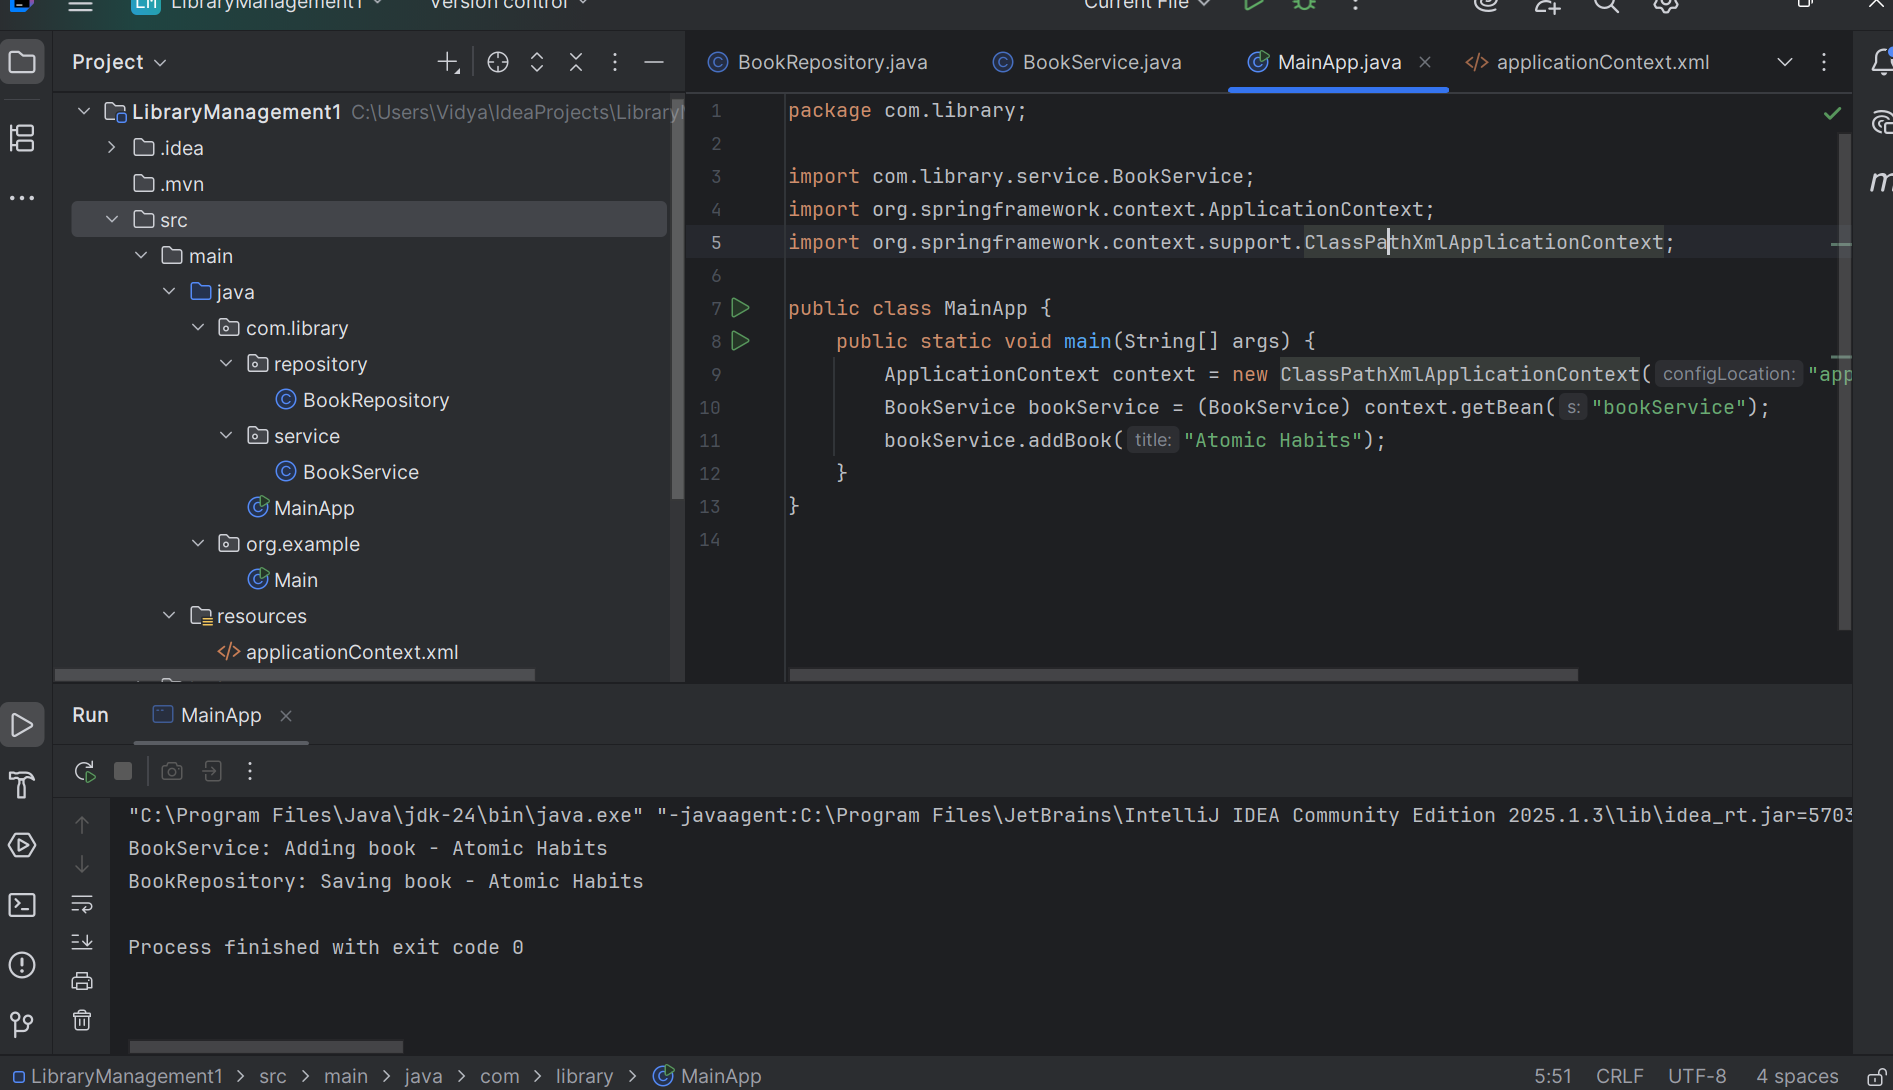 LM LibraryManagement1 Version control Current File
Project
BookRepository.java BookService.java MainApp.java applicationContext.xml
LibraryManagement1 C:\Users\Vidya\IdeaProjects\Library
.idea
.mvn
src
main
java
com.library
repository
BookRepository
service
BookService
MainApp
org.example
Main
resources
applicationContext.xml
1 package com.library;
2
3 import com.library.service.BookService;
4 import org.springframework.context.ApplicationContext;
5 import org.springframework.context.support.ClassPathXmlApplicationContext;
6
7 public class MainApp {
8 public static void main(String[] args) {
9 ApplicationContext context = new ClassPathXmlApplicationContext( configLocation: "app
10 BookService bookService = (BookService) context.getBean( s: "bookService");
11 bookService.addBook( title: "Atomic Habits");
12 }
13 }
14
m
Run MainApp
"C:\Program Files\Java\jdk-24\bin\java.exe" "-javaagent:C:\Program Files\JetBrains\IntelliJ IDEA Community Edition 2025.1.3\lib\idea_rt.jar=5703
BookService: Adding book - Atomic Habits
BookRepository: Saving book - Atomic Habits
Process finished with exit code 0
LibraryManagement1 > src > main > java > com > library > MainApp 5:51 CRLF UTF-8 4 spaces